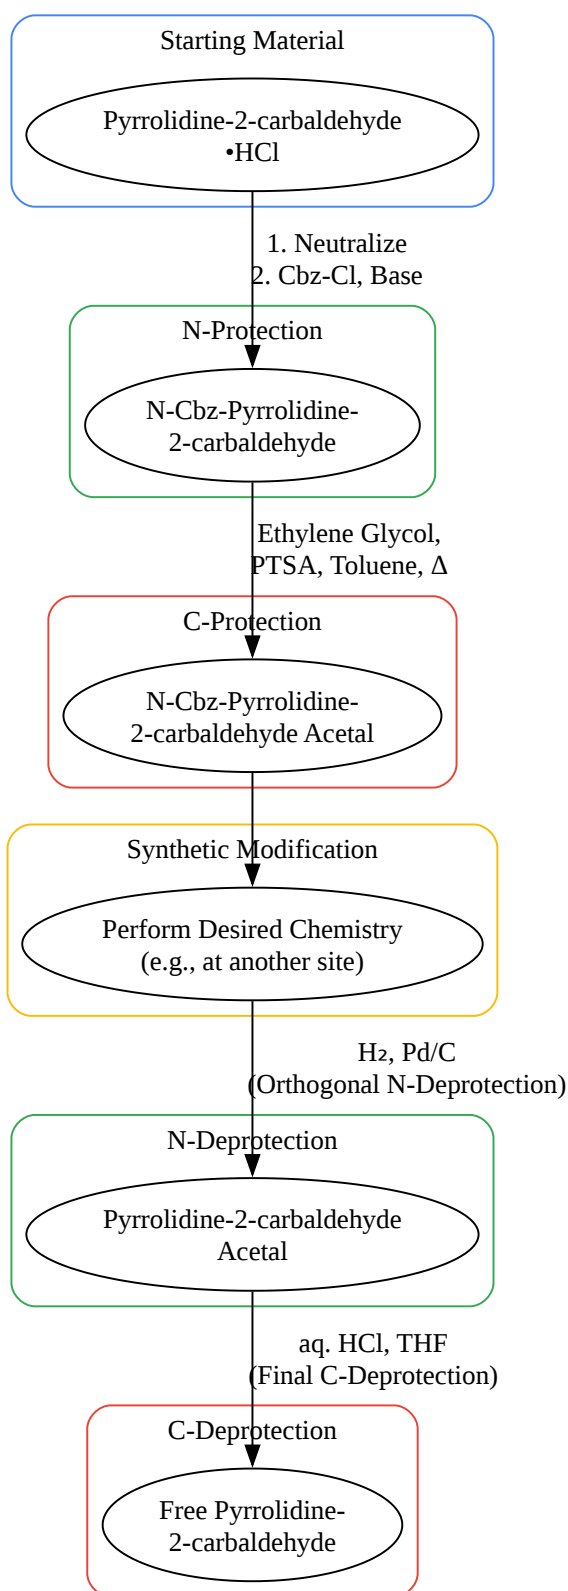 Starting Material
Pyrrolidine-2-carbaldehyde
•HCl
1. Neutralize
2. Cbz-Cl, Base
N-Protection
N-Cbz-Pyrrolidine-
2-carbaldehyde
Ethylene Glycol,
PTSA, Toluene, Δ
C-Protection
N-Cbz-Pyrrolidine-
2-carbaldehyde Acetal
Synthetic Modification
Perform Desired Chemistry
(e.g., at another site)
H₂, Pd/C
(Orthogonal N-Deprotection)
N-Deprotection
Pyrrolidine-2-carbaldehyde
Acetal
aq. HCl, THF
(Final C-Deprotection)
C-Deprotection
Free Pyrrolidine-
2-carbaldehyde